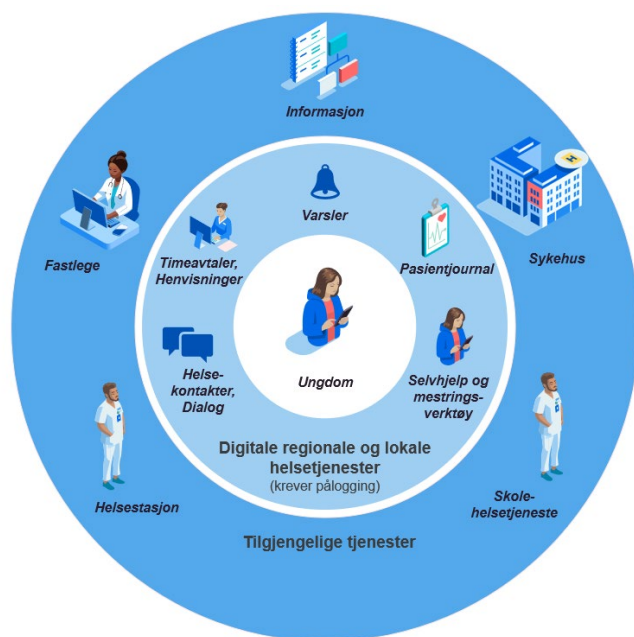 Informasjon
Varsler
Fastlege
Timeavtaler,
Henvisninger
Pasientjournal
Sykehus
Helse-
kontakter,
Dialog
Ungdom
Selvhjelp og
mestrings-
verktøy
Digitale regionale og lokale
helsetjenester
(krever pålogging)
Helsestasjon
Skole-
helsetjeneste
Tilgjengelige tjenester
H